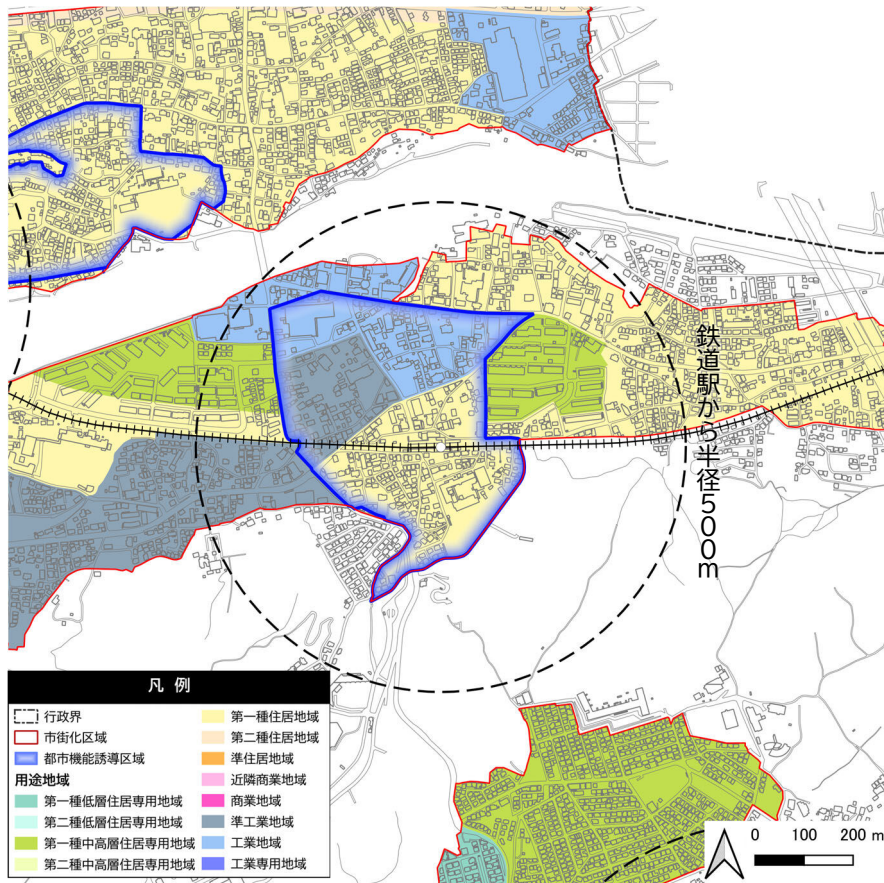 鉄道駅から半径500m
凡 例
行政界
市街化区域
都市機能誘導区域
用途地域
第一種低層住居専用地域
第二種低層住居専用地域
第一種中高層住居専用地域
第二種中高層住居専用地域
第一種住居地域
第二種住居地域
準住居地域
近隣商業地域
商業地域
準工業地域
工業地域
工業専用地域
0 100 200 m